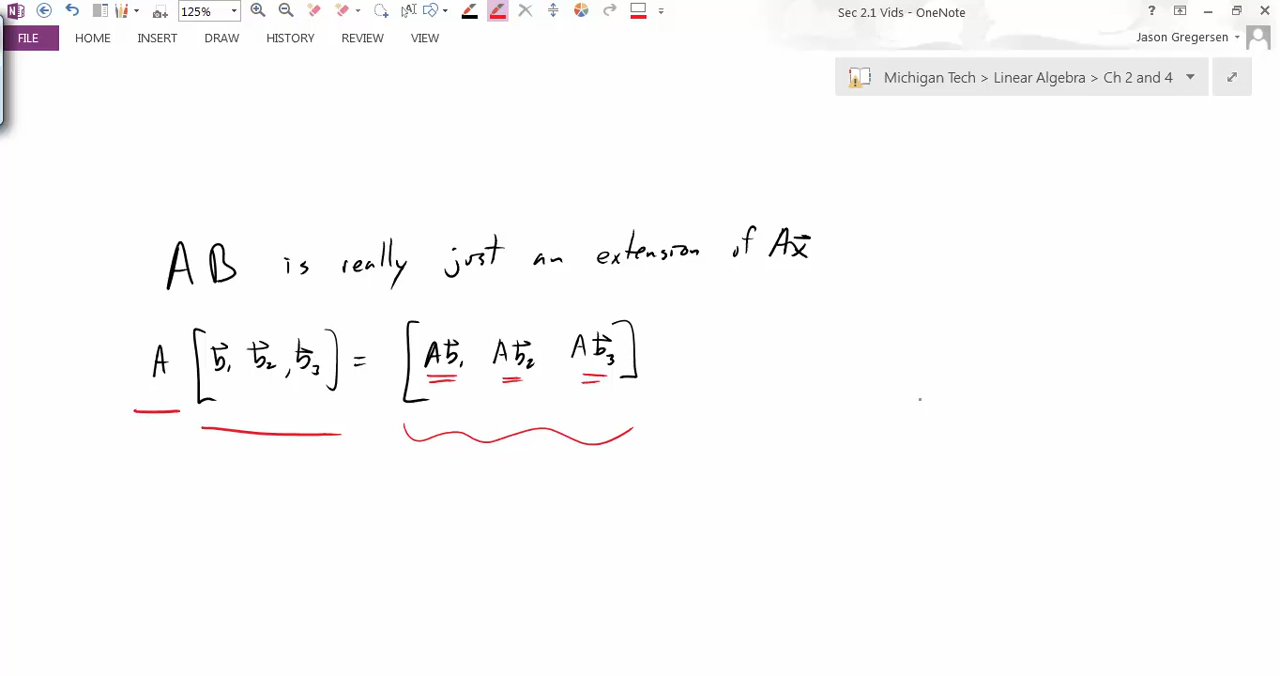 125%
Sec 2.1 Vids - OneNote
?
FILE HOME INSERT DRAW HISTORY REVIEW VIEW
Jason Gregersen
Michigan Tech > Linear Algebra > Ch 2 and 4
A B is really just an extension of Ax⃗
A [b⃗₁ b⃗₂, b⃗₃] = [Ab⃗₁ Ab⃗₂ Ab⃗₃]